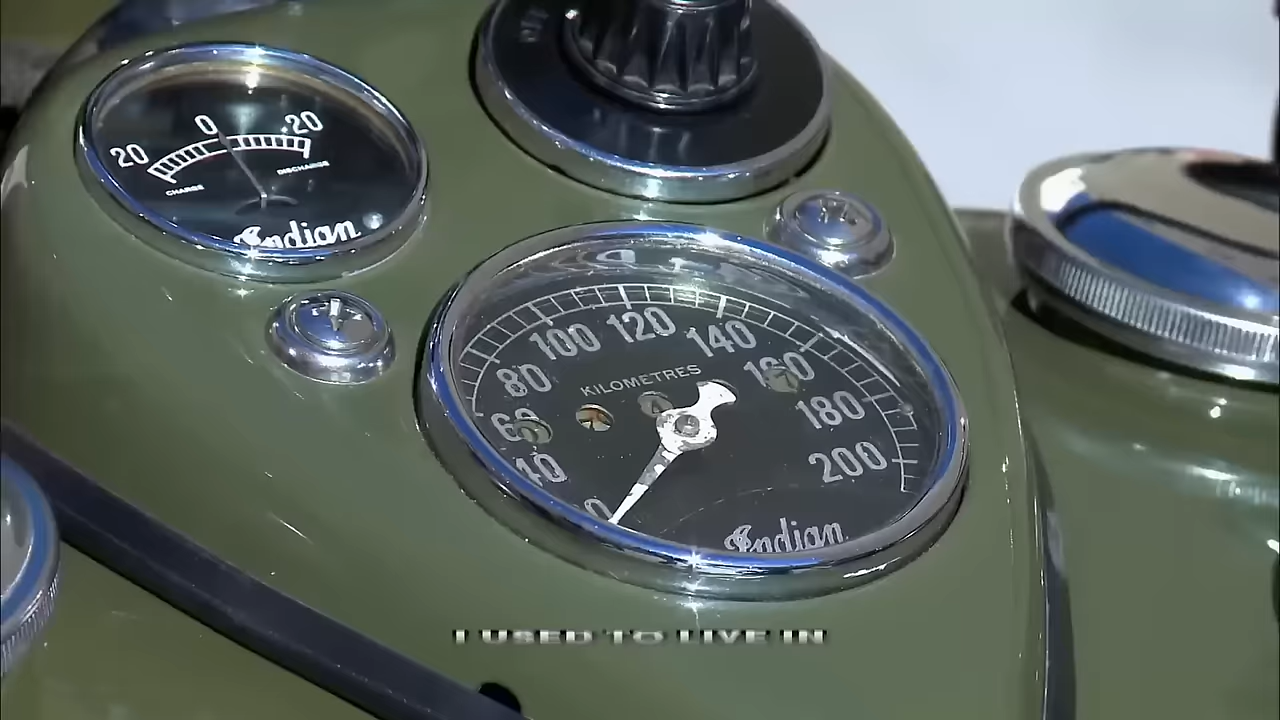 20
0
20
CHARGE
DISCHARGE
Indian
0
40
60
80
100
120
140
160
180
200
KILOMETRES
Indian
I USED TO LIVE IN